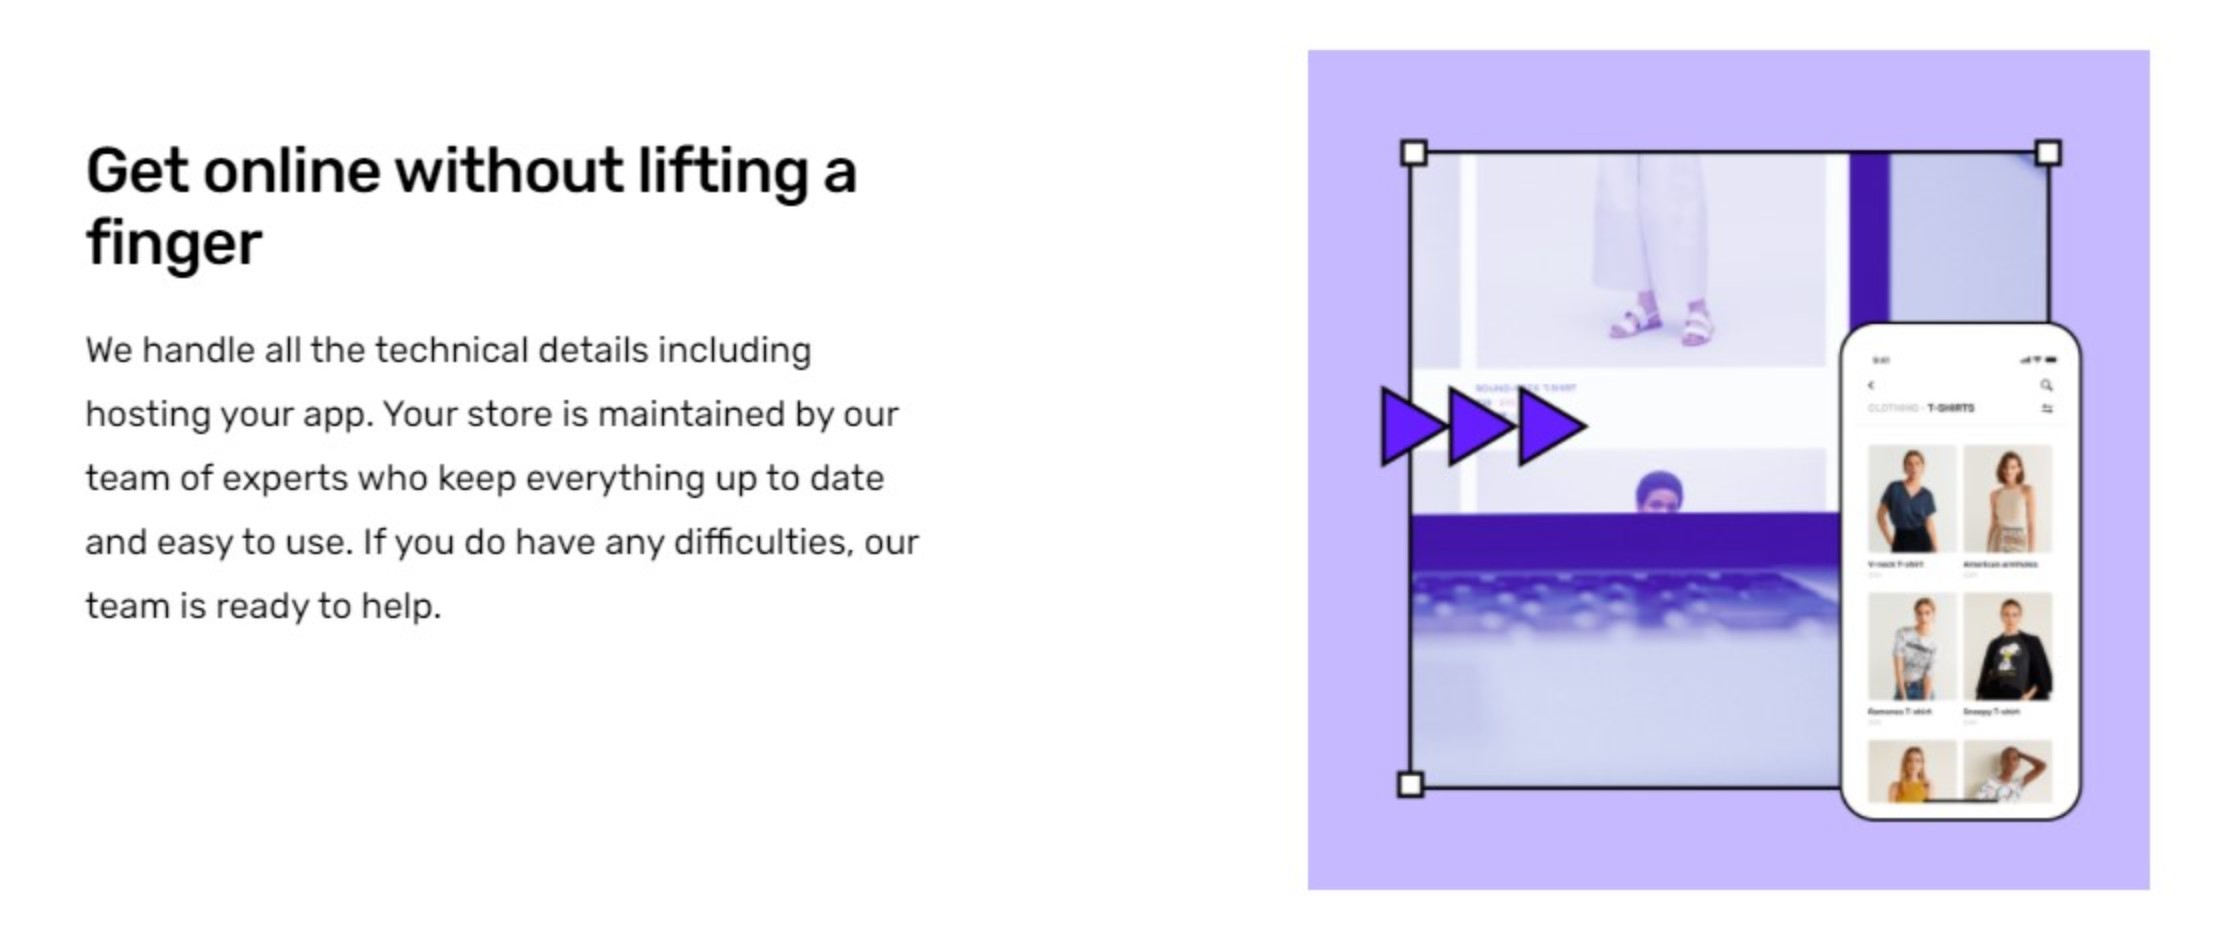 Get online without lifting a
finger
We handle all the technical details including
hosting your app. Your store is maintained by our
team of experts who keep everything up to date
and easy to use. If you do have any difficulties, our
team is ready to help.
9:41
CLOTHING · T-SHIRTS
V-neck T-shirt
American armholes
Ramones T-shirt
Snoopy T-shirt